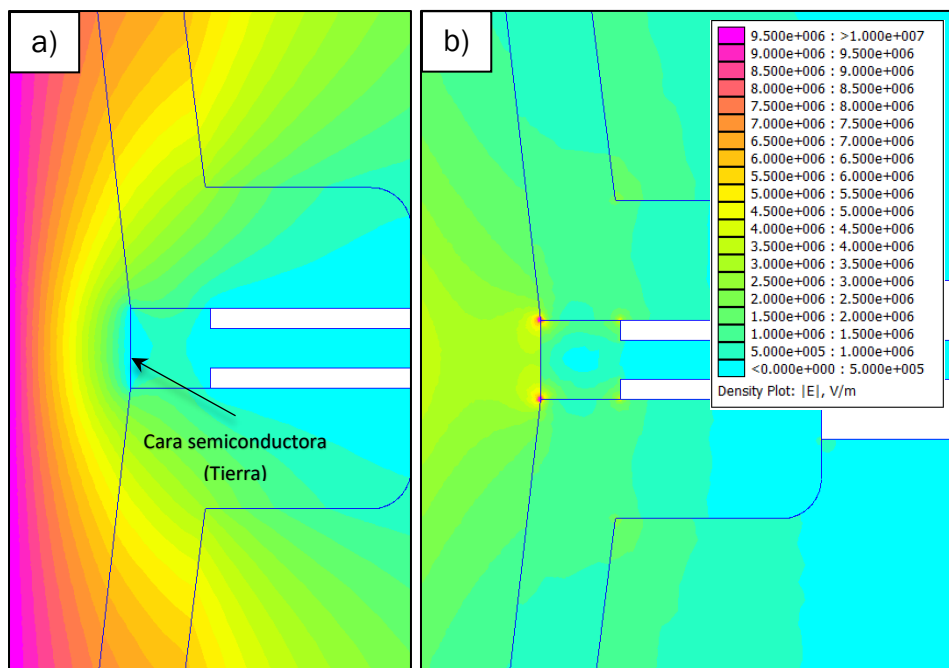 a)
b)
9.500e+006 : >1.000e+007
9.000e+006 : 9.500e+006
8.500e+006 : 9.000e+006
8.000e+006 : 8.500e+006
7.500e+006 : 8.000e+006
7.000e+006 : 7.500e+006
6.500e+006 : 7.000e+006
6.000e+006 : 6.500e+006
5.500e+006 : 6.000e+006
5.000e+006 : 5.500e+006
4.500e+006 : 5.000e+006
4.000e+006 : 4.500e+006
3.500e+006 : 4.000e+006
3.000e+006 : 3.500e+006
2.500e+006 : 3.000e+006
2.000e+006 : 2.500e+006
1.500e+006 : 2.000e+006
1.000e+006 : 1.500e+006
5.000e+005 : 1.000e+006
<0.000e+000 : 5.000e+005
Density Plot: |E|, V/m
Cara semiconductora
(Tierra)